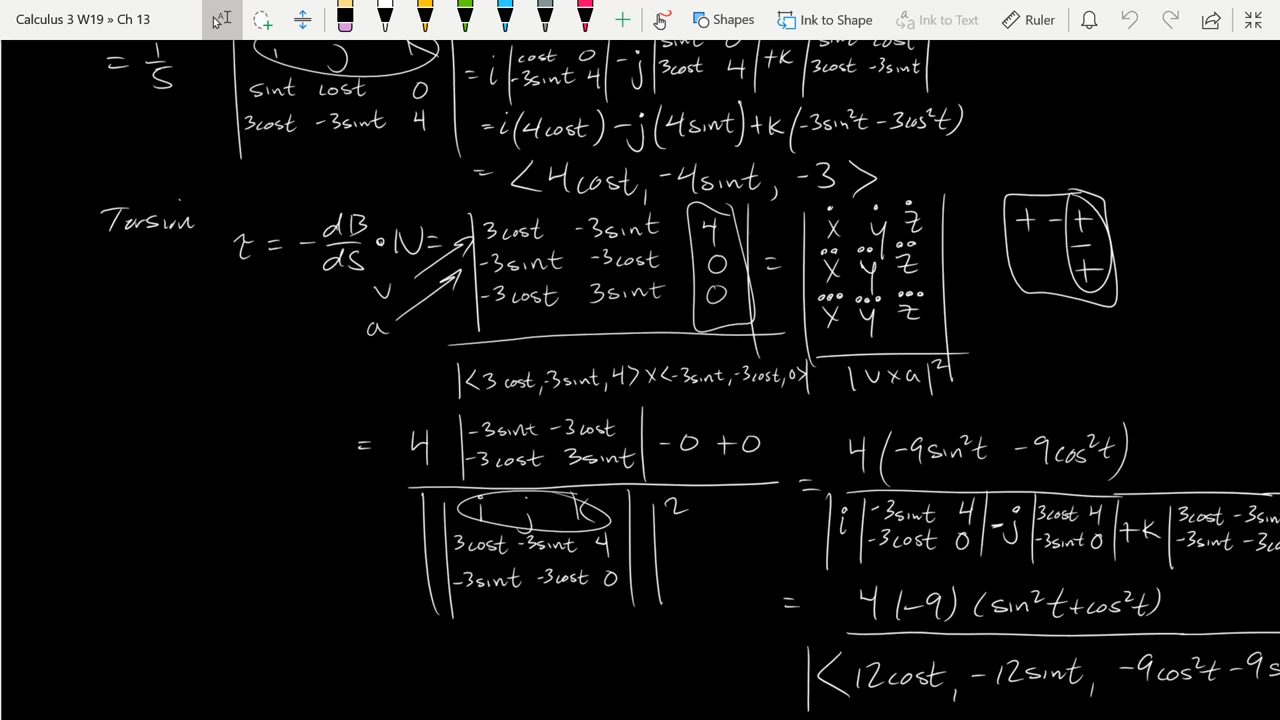 Calculus 3 W19 » Ch 13
Shapes Ink to Shape Ink to Text Ruler
= 1/5 | i j k | = i | cost 0 | - j | sint 0 | + k | sint cost |
| sint cost 0 | | -3sint 4 | | 3cost 4 | | 3cost -3sint |
| 3cost -3sint 4 | = i(4cost) - j(4sint) + k(-3sin²t - 3cos²t)
= <4cost, -4sint, -3>
Torsion
τ = - dB/dS • N = | 3cost -3sint 4 | = | ẋ ẏ ż | + - +
| -3sint -3cost 0 | | ẍ ÿ z̈ | -
| -3cost 3sint 0 | | x⃛ y⃛ z⃛ | +
v
a
|<3cost, -3sint, 4> x <-3sint, -3cost, 0>| |v x a|²
= 4 | -3sint -3cost | - 0 + 0
| -3cost 3sint |
| | i j k | |²
| 3cost -3sint 4 |
| -3sint -3cost 0 |
= 4(-9sin²t - 9cos²t)
| i | -3sint 4 | - j | 3cost 4 | + k | 3cost -3sin
| -3cost 0 | | -3sint 0 | | -3sint -3co
= 4(-9)(sin²t + cos²t)
|<12cost, -12sint, -9cos²t - 9s